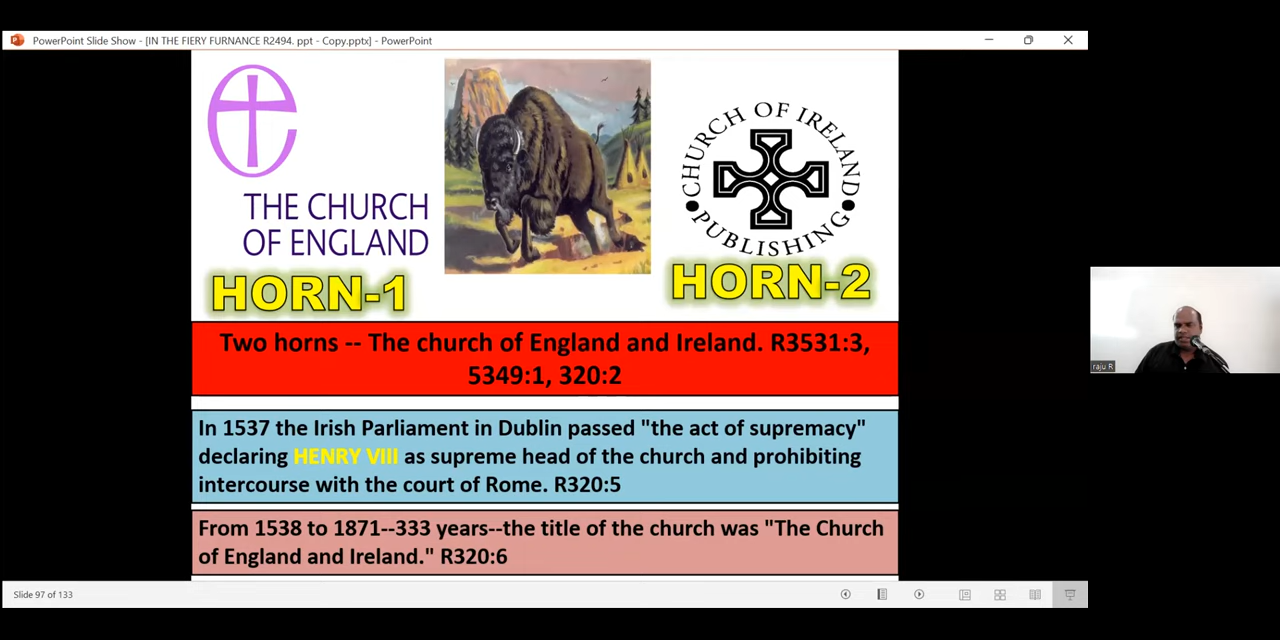 PowerPoint Slide Show - [IN THE FIERY FURNANCE R2494. ppt - Copy.pptx] - PowerPoint
THE CHURCH
OF ENGLAND
HORN-1
CHURCH OF IRELAND
PUBLISHING
HORN-2
Two horns -- The church of England and Ireland. R3531:3,
5349:1, 320:2
In 1537 the Irish Parliament in Dublin passed "the act of supremacy"
declaring HENRY VIII as supreme head of the church and prohibiting
intercourse with the court of Rome. R320:5
From 1538 to 1871--333 years--the title of the church was "The Church
of England and Ireland." R320:6
raju R
Slide 97 of 133